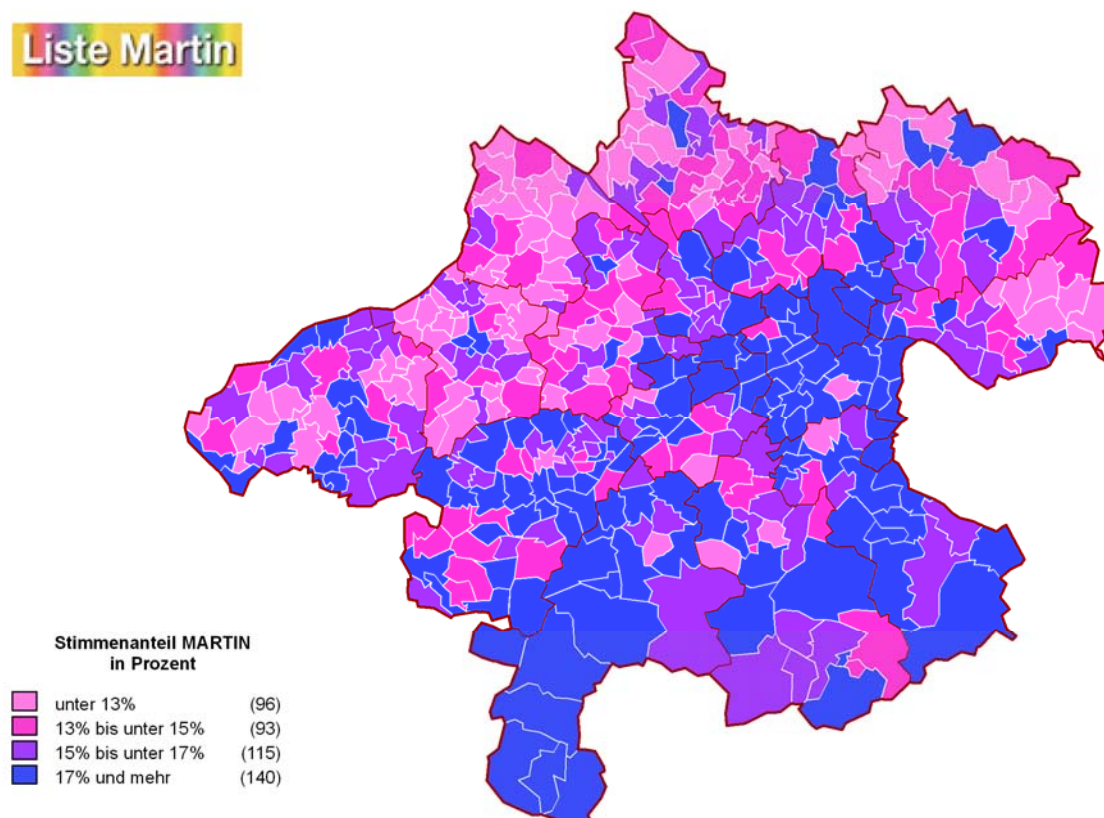 Liste Martin
Stimmenanteil MARTIN
in Prozent
unter 13% (96)
13% bis unter 15% (93)
15% bis unter 17% (115)
17% und mehr (140)